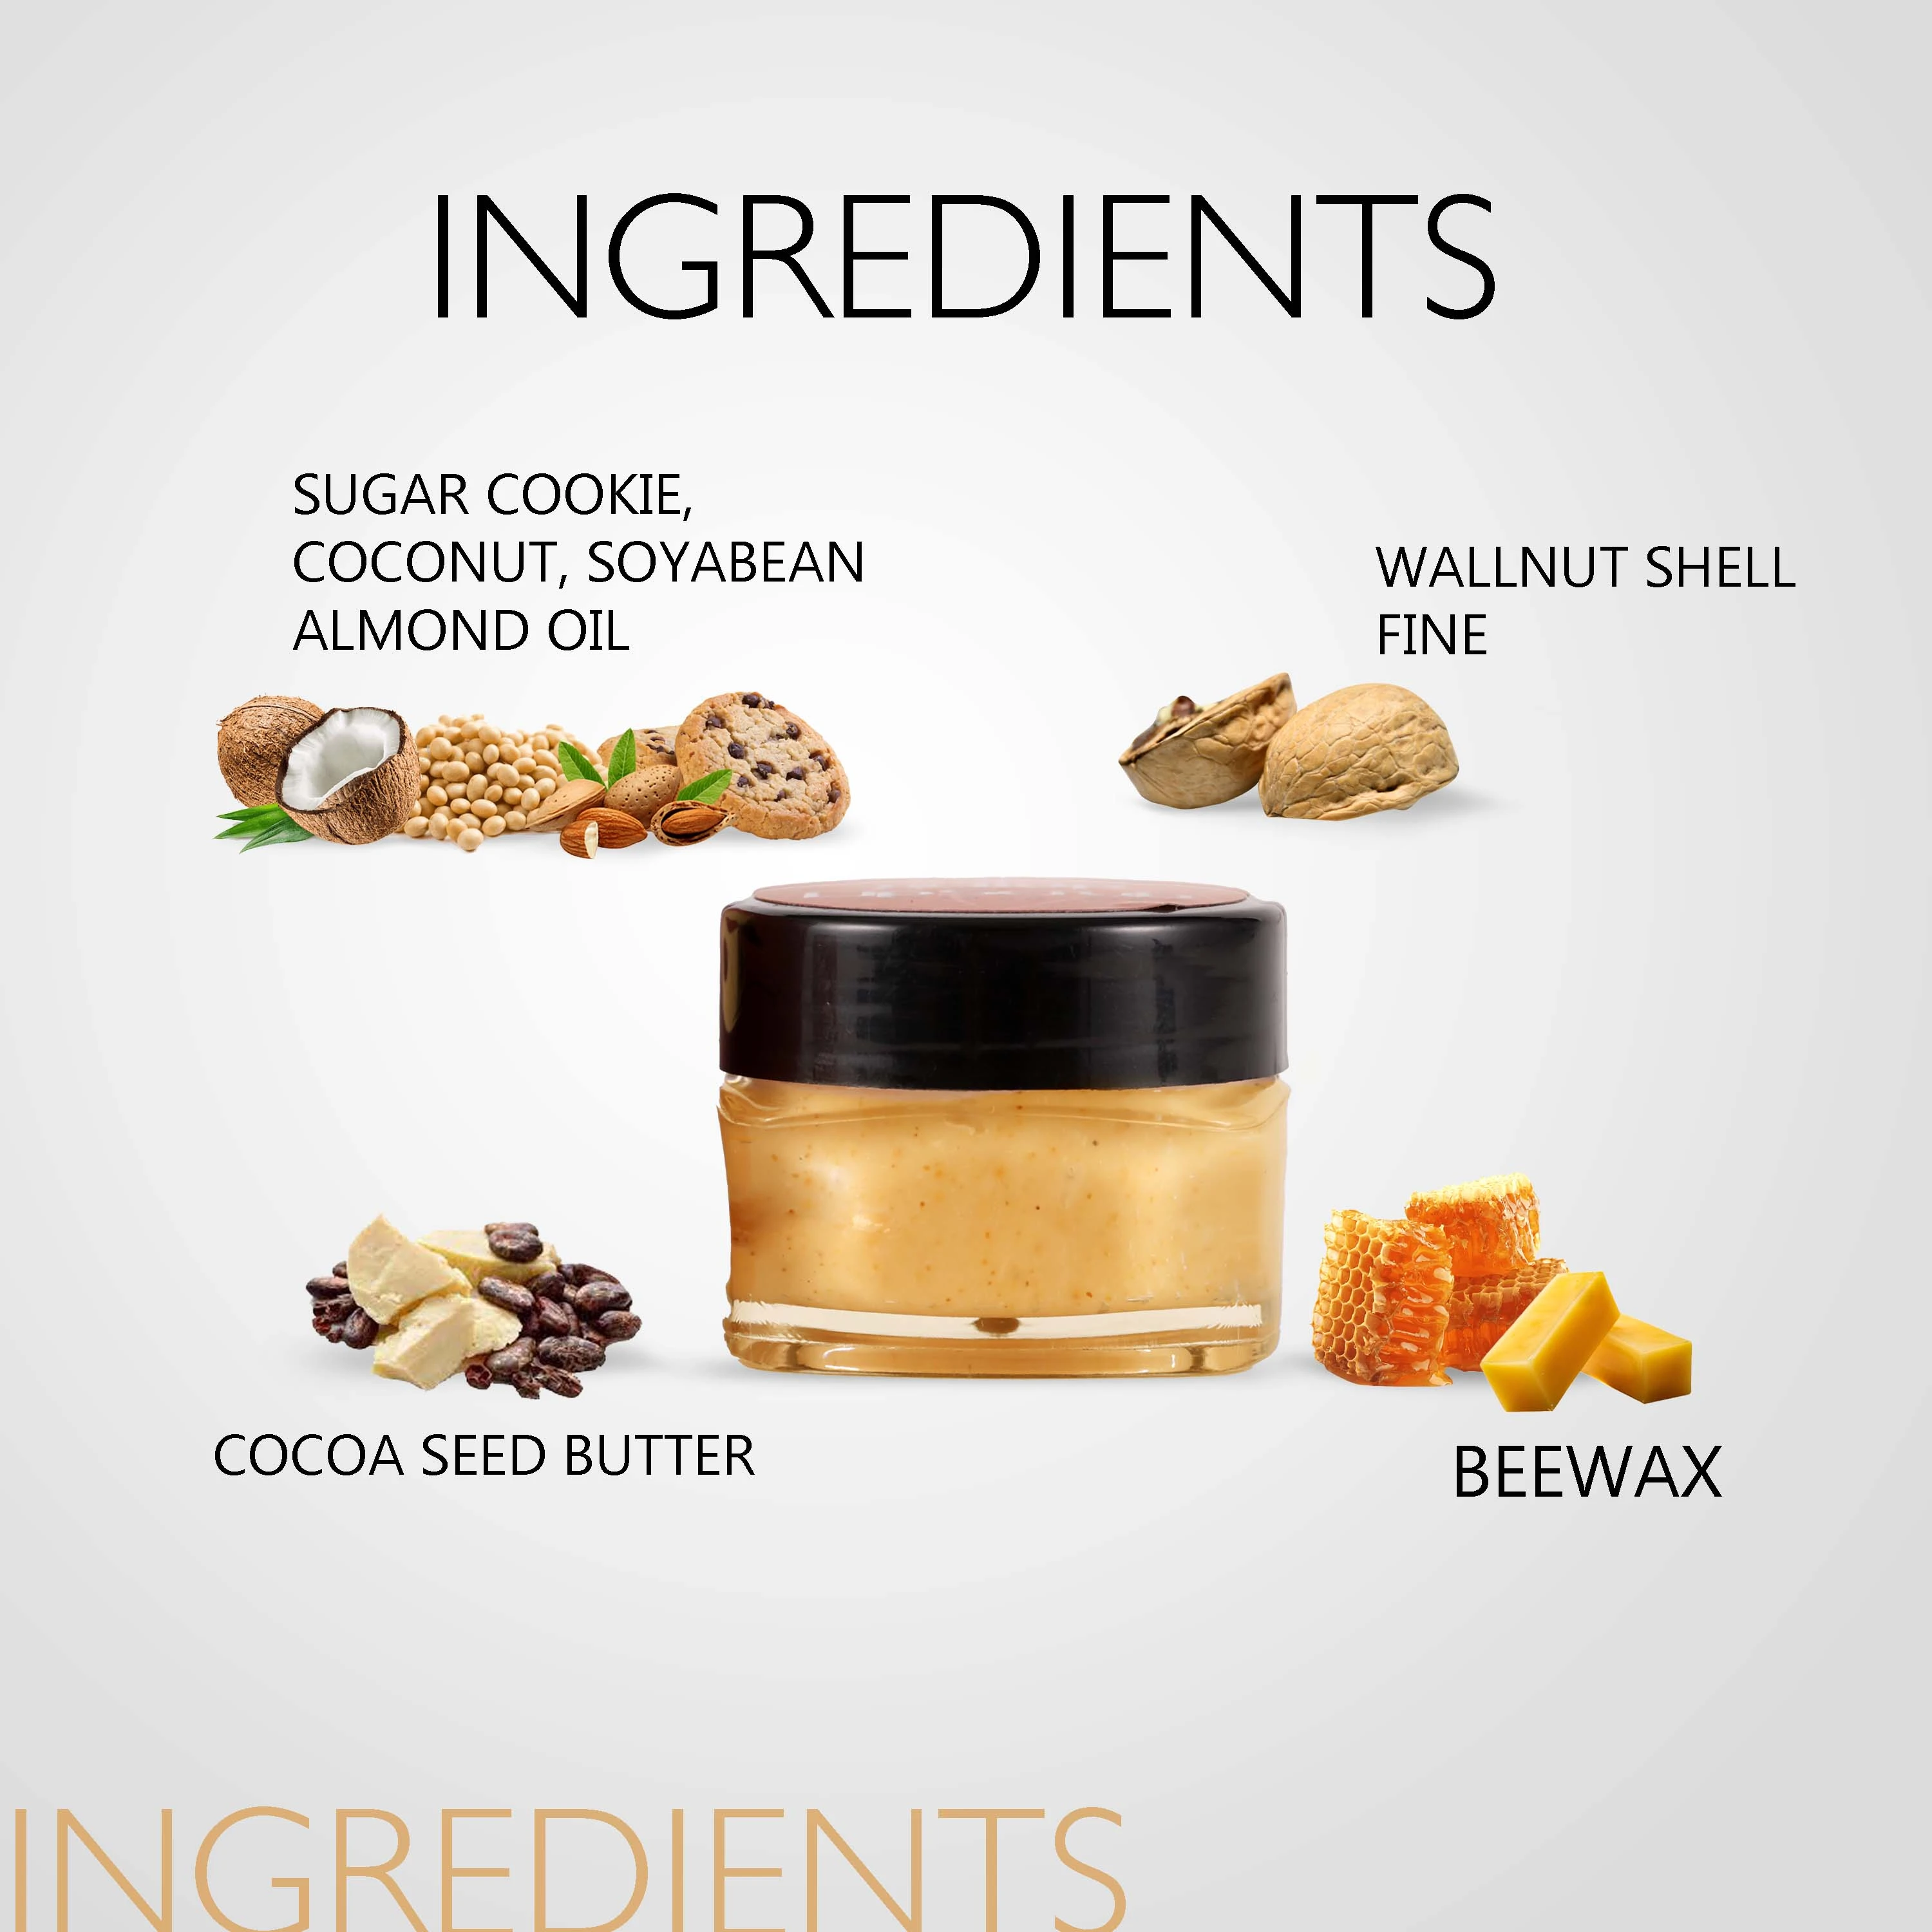 INGREDIENTS
SUGAR COOKIE,
COCONUT, SOYABEAN
ALMOND OIL
WALLNUT SHELL
FINE
COCOA SEED BUTTER
BEEWAX
INGREDIENTS